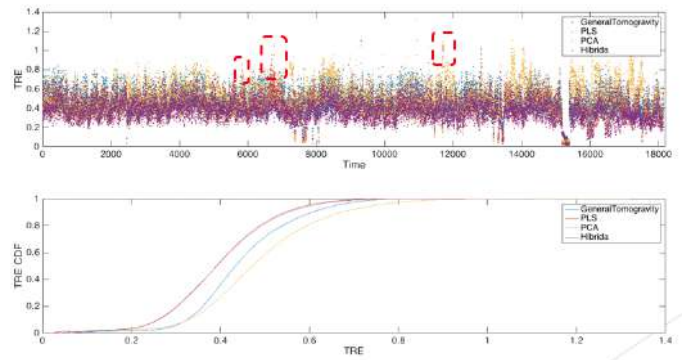 1.4
1.2
1
0.8
0.6
0.4
0.2
0
TRE
GeneralTomogravity
PLS
PCA
Hibrida
0 2000 4000 6000 8000 10000 12000 14000 16000 18000
Time
1
0.8
0.6
0.4
0.2
0
TRE CDF
GeneralTomogravity
PLS
PCA
Hibrida
0 0.2 0.4 0.6 0.8 1 1.2 1.4
TRE